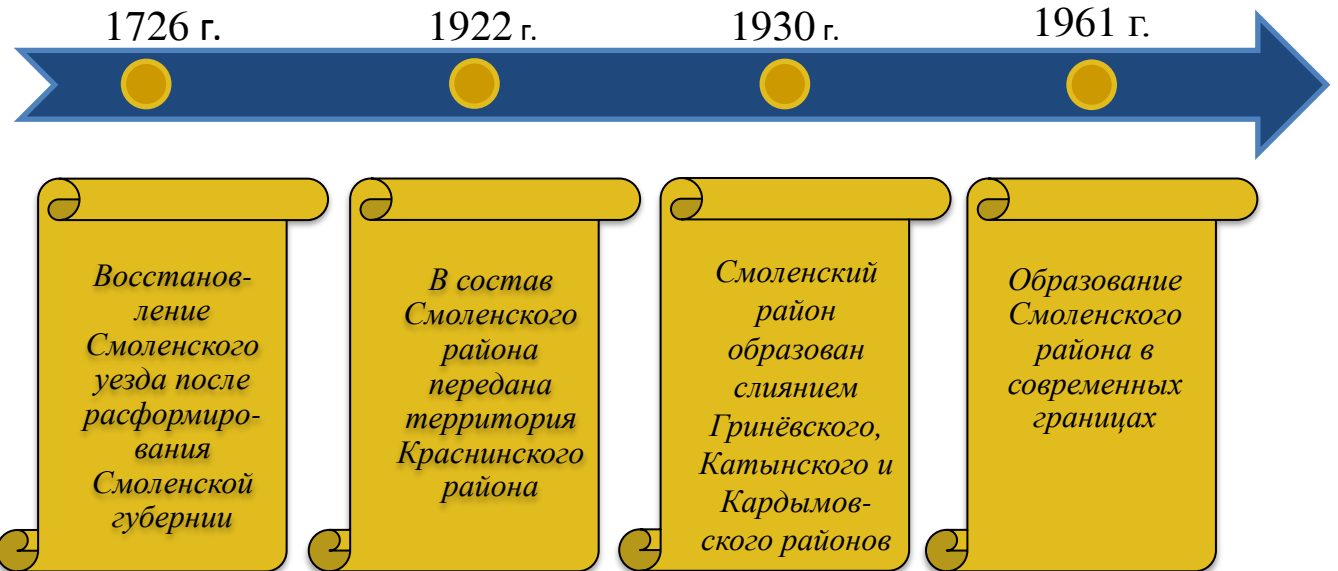 1726 г.
1922 г.
1930 г.
1961 г.
Восстанов-
ление
Смоленского
уезда после
расформиро-
вания
Смоленской
губернии
В состав
Смоленского
района
передана
территория
Краснинского
района
Смоленский
район
образован
слиянием
Гринёвского,
Катынского и
Кардымов-
ского районов
Образование
Смоленского
района в
современных
границах